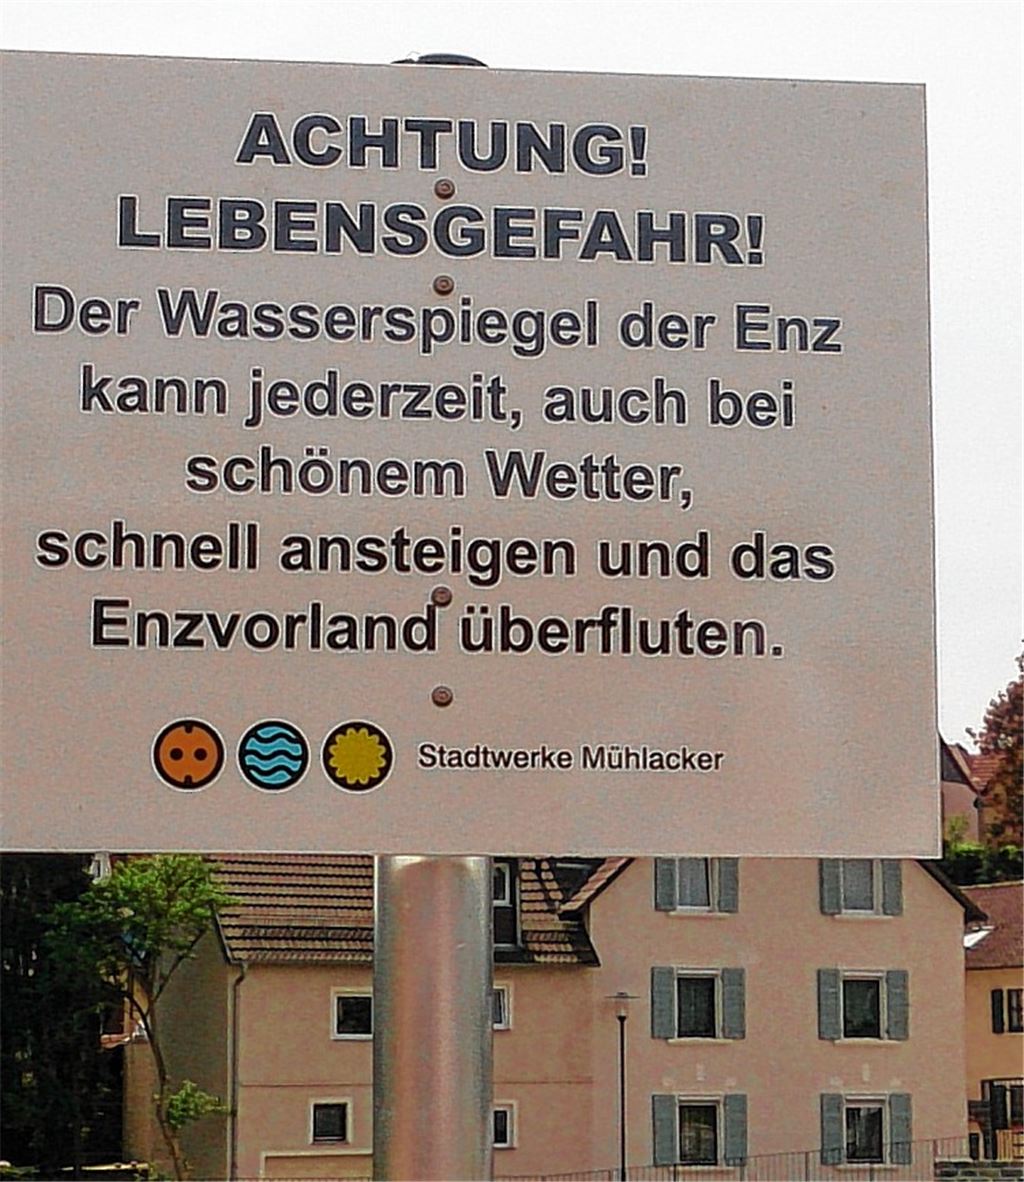 ACHTUNG!
LEBENSGEFAHR!
Der Wasserspiegel der Enz
kann jederzeit, auch bei
schönem Wetter,
schnell ansteigen und das
Enzvorland überfluten.
Stadtwerke Mühlacker